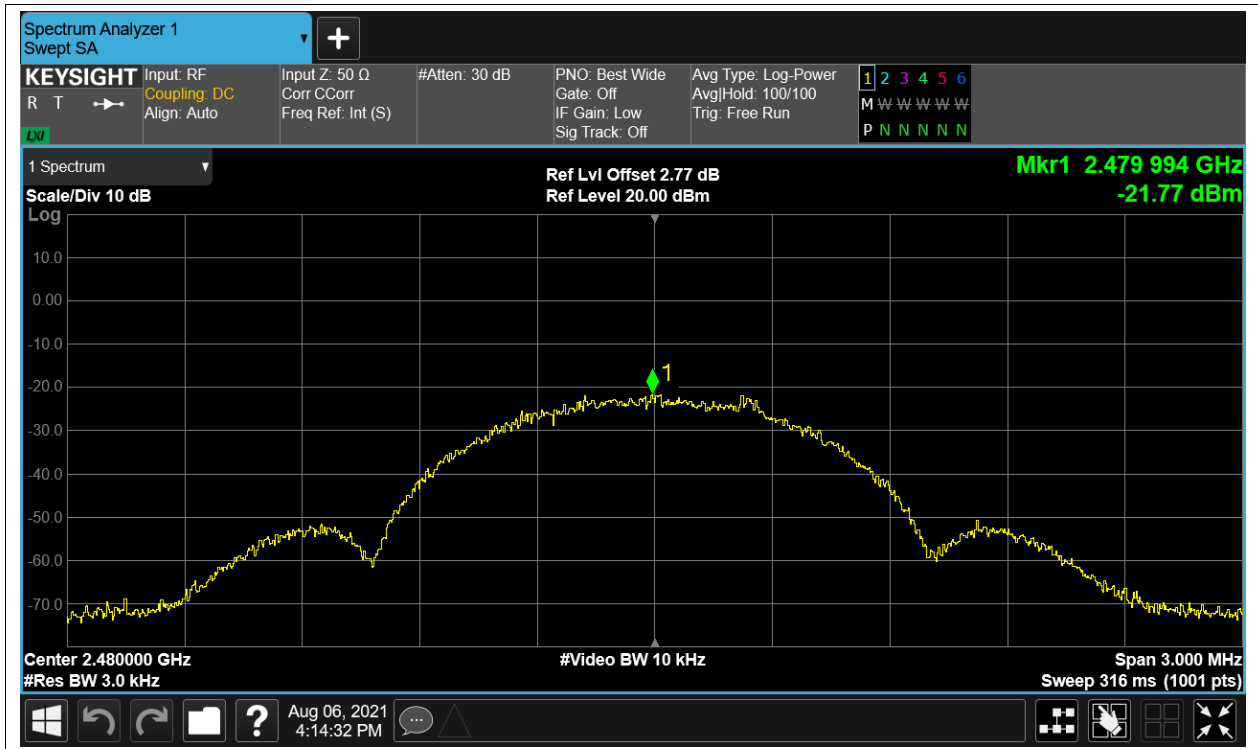 Spectrum Analyzer 1
Swept SA
+
KEYSIGHT
R T
LXI
Input: RF
Coupling: DC
Align: Auto
Input Z: 50 Ω
Corr CCorr
Freq Ref: Int (S)
#Atten: 30 dB
PNO: Best Wide
Gate: Off
IF Gain: Low
Sig Track: Off
Avg Type: Log-Power
Avg|Hold: 100/100
Trig: Free Run
1 2 3 4 5 6
M W W W W W
P N N N N N
1 Spectrum
Scale/Div 10 dB
Ref Lvl Offset 2.77 dB
Ref Level 20.00 dBm
Mkr1 2.479 994 GHz
-21.77 dBm
Log
10.0
0.00
-10.0
-20.0
-30.0
-40.0
-50.0
-60.0
-70.0
1
Center 2.480000 GHz
#Res BW 3.0 kHz
#Video BW 10 kHz
Span 3.000 MHz
Sweep 316 ms (1001 pts)
?
Aug 06, 2021
4:14:32 PM